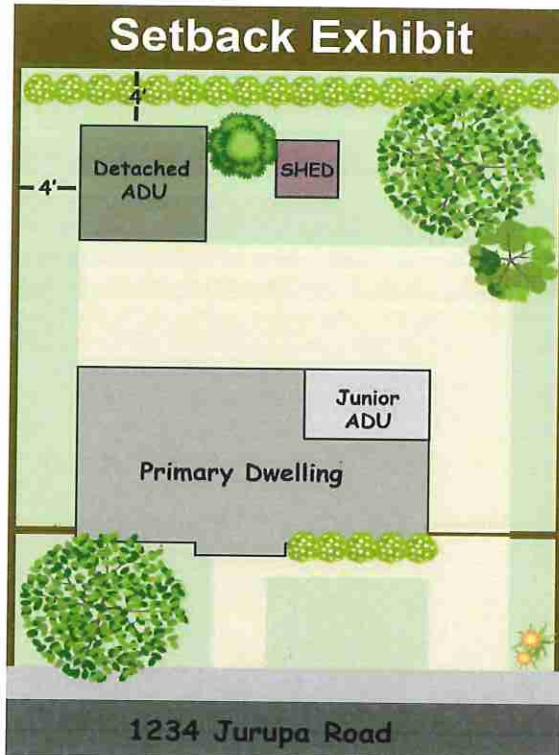 Setback Exhibit
4'
4'
Detached
ADU
SHED
Junior
ADU
Primary Dwelling
1234 Jurupa Road